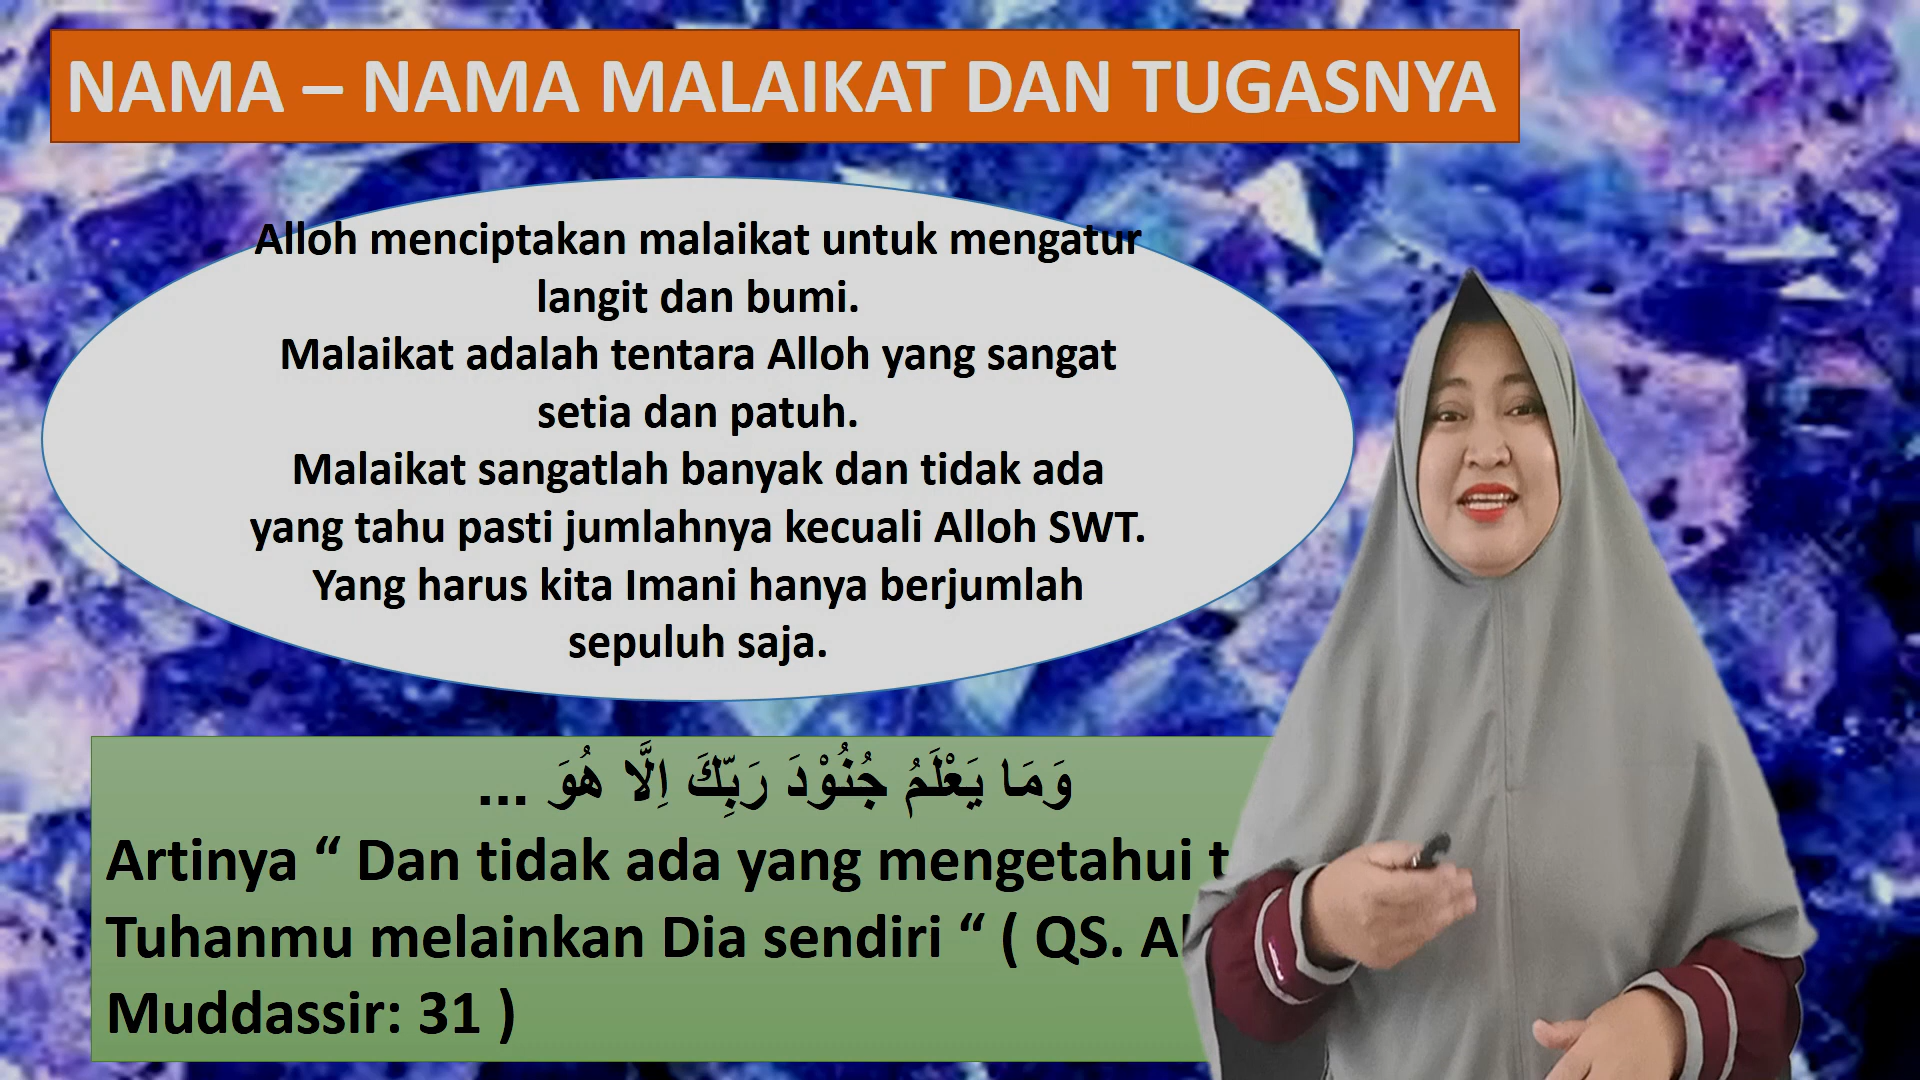 NAMA – NAMA MALAIKAT DAN TUGASNYA
Alloh menciptakan malaikat untuk mengatur
langit dan bumi.
Malaikat adalah tentara Alloh yang sangat
setia dan patuh.
Malaikat sangatlah banyak dan tidak ada
yang tahu pasti jumlahnya kecuali Alloh SWT.
Yang harus kita Imani hanya berjumlah
sepuluh saja.
وَمَا يَعْلَمُ جُنُوْدَ رَبِّكَ اِلَّا هُوَ ...
Artinya “ Dan tidak ada yang mengetahui
Tuhanmu melainkan Dia sendiri “ ( QS.
Muddassir: 31 )